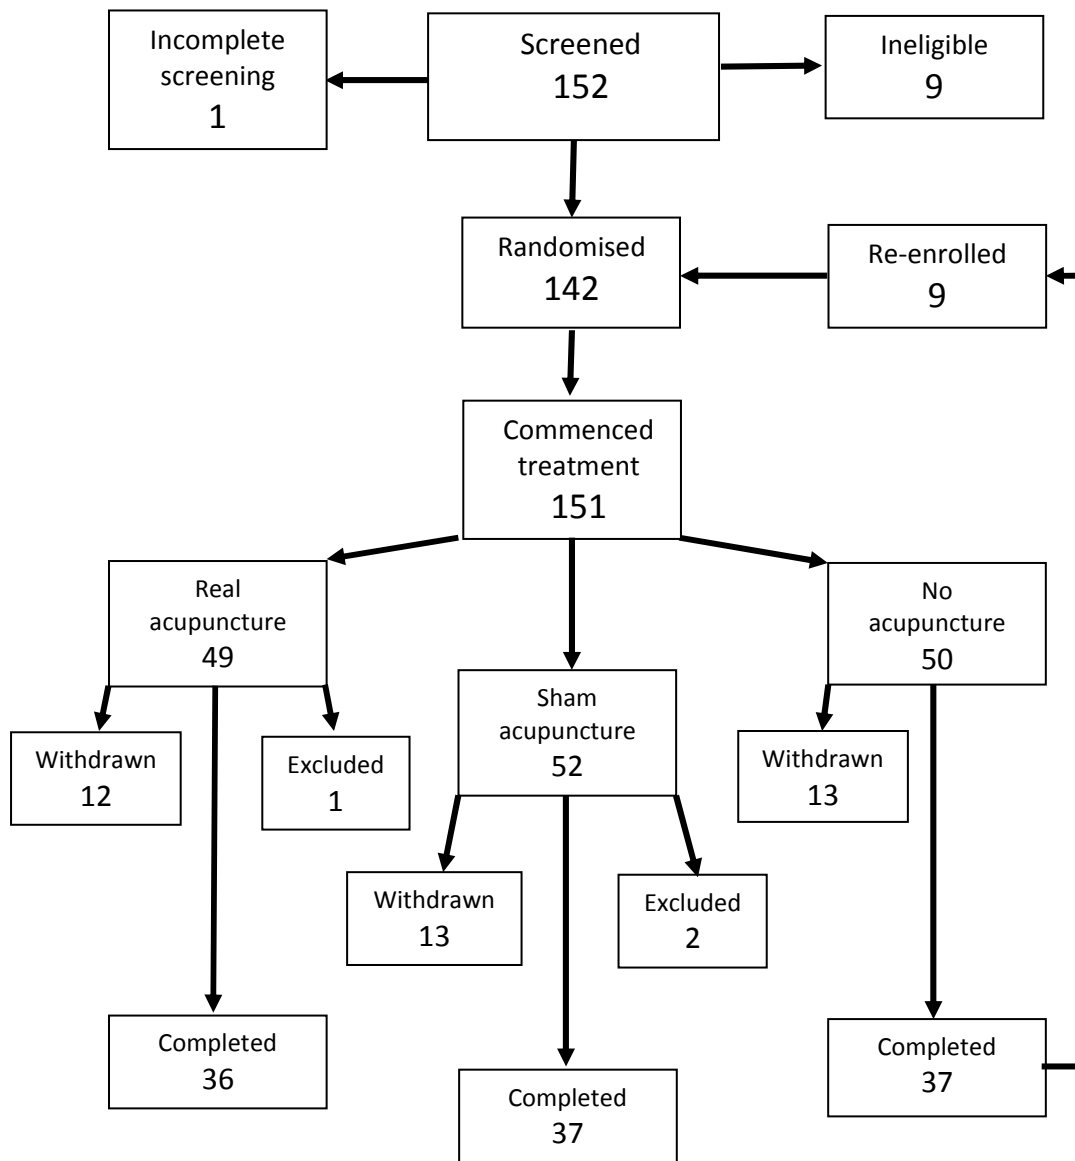 Incomplete
screening
1
Screened
152
Ineligible
9
Randomised
142
Re-enrolled
9
Commenced
treatment
151
Real
acupuncture
49
No
acupuncture
50
Sham
acupuncture
52
Withdrawn
12
Excluded
1
Withdrawn
13
Withdrawn
13
Excluded
2
Completed
36
Completed
37
Completed
37